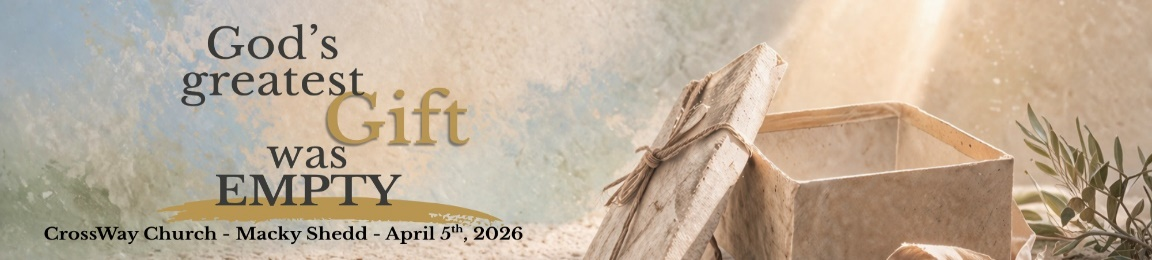 God's
greatest
Gift
was
EMPTY
CrossWay Church - Macky Shedd - April 5th, 2026